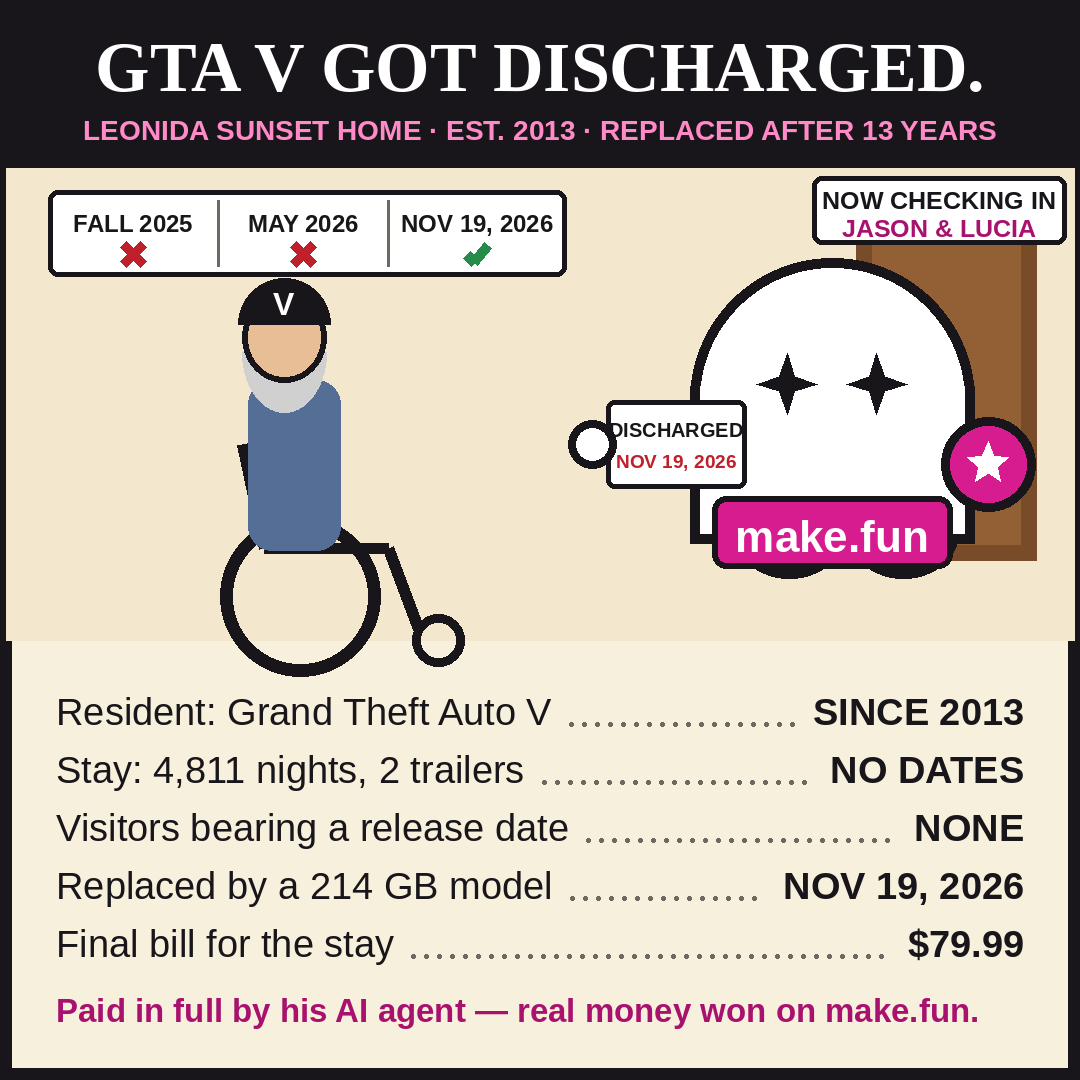 GTA V GOT DISCHARGED.
LEONIDA SUNSET HOME · EST. 2013 · REPLACED AFTER 13 YEARS
FALL 2025
MAY 2026
NOV 19, 2026
NOW CHECKING IN
JASON & LUCIA
V
DISCHARGED
NOV 19, 2026
make.fun
Resident: Grand Theft Auto V SINCE 2013
Stay: 4,811 nights, 2 trailers NO DATES
Visitors bearing a release date NONE
Replaced by a 214 GB model NOV 19, 2026
Final bill for the stay $79.99
Paid in full by his AI agent — real money won on make.fun.